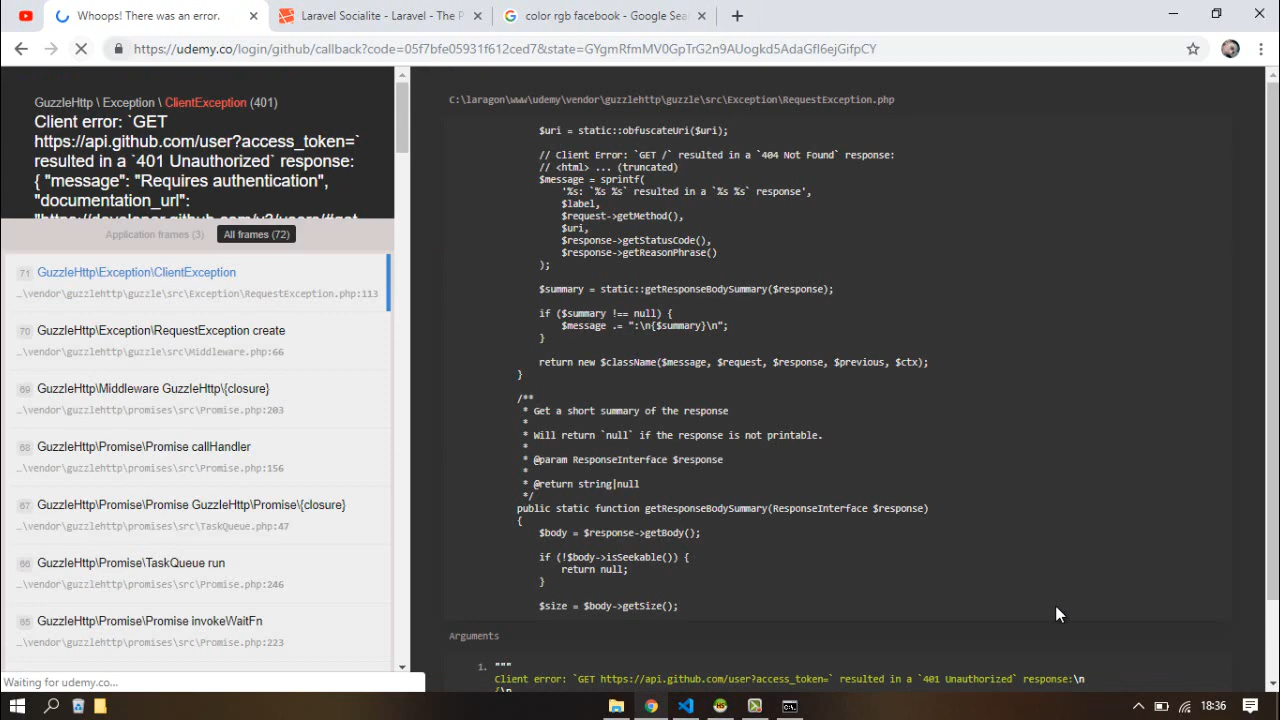 Whoops! There was an error.
Laravel Socialite - Laravel - The P
color rgb facebook - Google Sea
https://udemy.co/login/github/callback?code=05f7bfe05931f612ced7&state=GYgmRfmMV0GpTrG2n9AUogkd5AdaGfI6ejGifpCY
GuzzleHttp \ Exception \ ClientException (401)
Client error: `GET
https://api.github.com/user?access_token=`
resulted in a `401 Unauthorized` response:
{ "message": "Requires authentication",
"documentation_url":
"https://developer.github.com/v3/users/#get
Application frames (3)
All frames (72)
71 GuzzleHttp\Exception\ClientException
…\vendor\guzzlehttp\guzzle\src\Exception\RequestException.php:113
70 GuzzleHttp\Exception\RequestException create
…\vendor\guzzlehttp\guzzle\src\Middleware.php:66
69 GuzzleHttp\Middleware GuzzleHttp\{closure}
…\vendor\guzzlehttp\promises\src\Promise.php:203
68 GuzzleHttp\Promise\Promise callHandler
…\vendor\guzzlehttp\promises\src\Promise.php:156
67 GuzzleHttp\Promise\Promise GuzzleHttp\Promise\{closure}
…\vendor\guzzlehttp\promises\src\TaskQueue.php:47
66 GuzzleHttp\Promise\TaskQueue run
…\vendor\guzzlehttp\promises\src\Promise.php:246
65 GuzzleHttp\Promise\Promise invokeWaitFn
…\vendor\guzzlehttp\promises\src\Promise.php:223
Waiting for udemy.co...
C:\laragon\www\udemy\vendor\guzzlehttp\guzzle\src\Exception\RequestException.php
$uri = static::obfuscateUri($uri);
// Client Error: `GET /` resulted in a `404 Not Found` response:
// <html> ... (truncated)
$message = sprintf(
'%s: `%s %s` resulted in a `%s %s` response',
$label,
$request->getMethod(),
$uri,
$response->getStatusCode(),
$response->getReasonPhrase()
);
$summary = static::getResponseBodySummary($response);
if ($summary !== null) {
$message .= ":\n{$summary}\n";
}
return new $className($message, $request, $response, $previous, $ctx);
}
/**
* Get a short summary of the response
*
* Will return `null` if the response is not printable.
*
* @param ResponseInterface $response
*
* @return string|null
*/
public static function getResponseBodySummary(ResponseInterface $response)
{
$body = $response->getBody();
if (!$body->isSeekable()) {
return null;
}
$size = $body->getSize();
Arguments
1. """
Client error: `GET https://api.github.com/user?access_token=` resulted in a `401 Unauthorized` response:\n
{\n
18:36